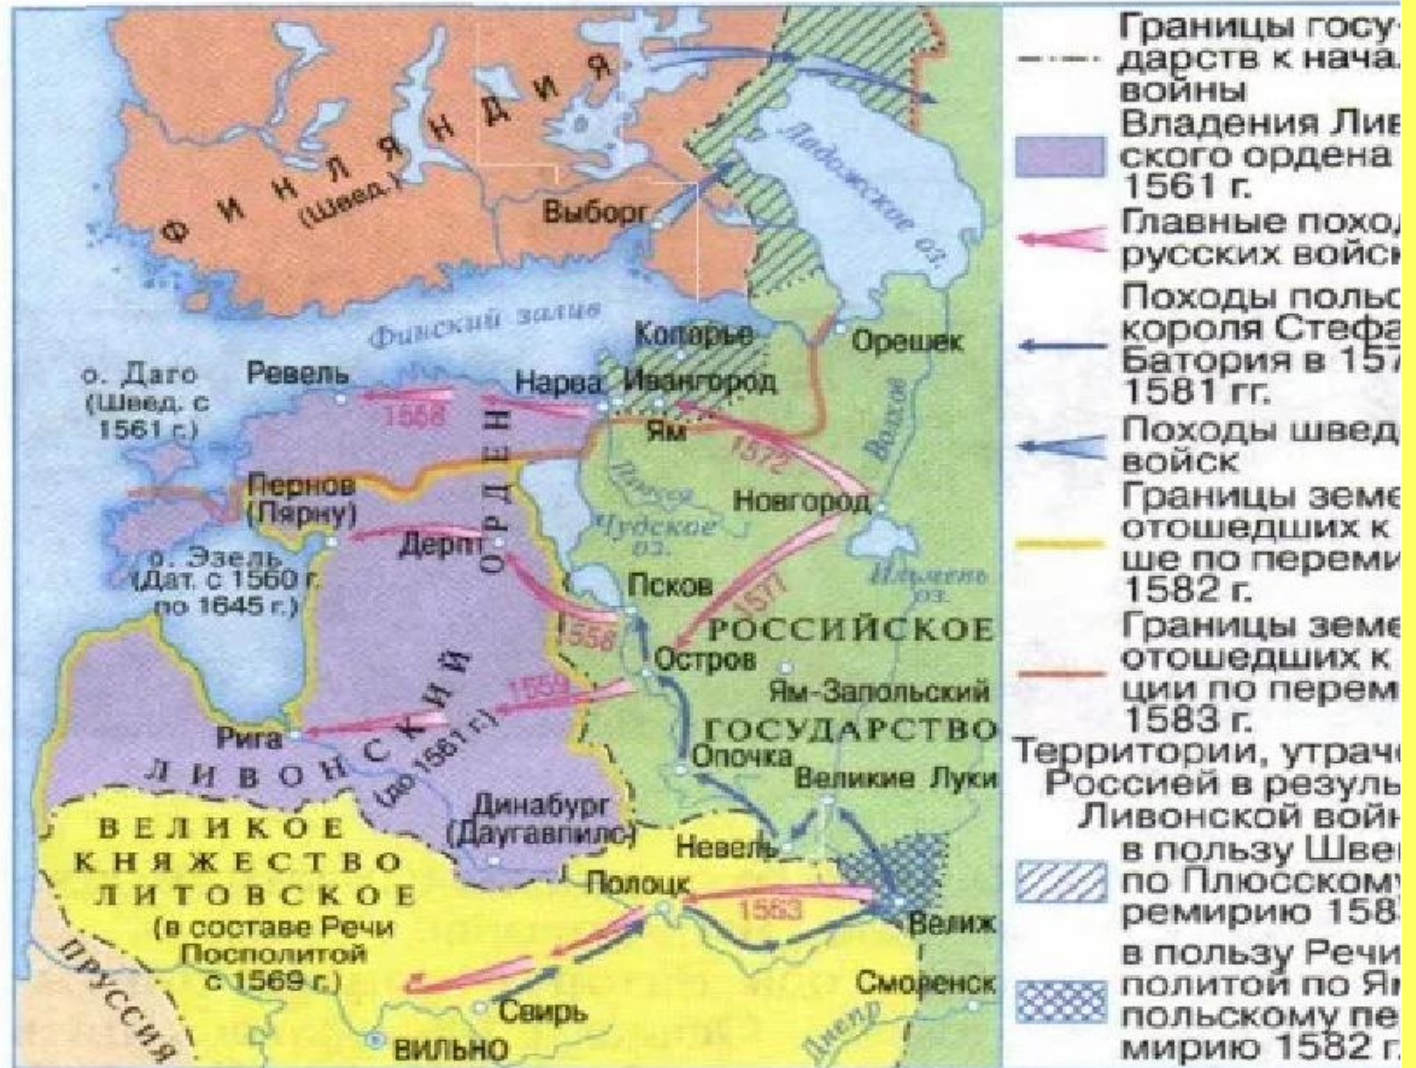 ФИНЛЯНДИЯ
(Швед.)
Выборг
Ладожское оз.
Финский залив
Копорье
Орешек
о. Даго
(Швед. с
1561 г.)
Ревель
Нарва
Ивангород
1558
Ям
1572
Волхов
Пернов
(Пярну)
ОРДЕН
Новгород
Чудское
оз.
Дерпт
о. Эзель
(Дат. с 1560 г.
по 1645 г.)
Псков
Ильмень
оз.
1577
1558
РОССИЙСКОЕ
Остров
Ям-Запольский
1559
ГОСУДАРСТВО
Рига
ЛИВОНСКИЙ
(до 1561 г.)
Опочка
Великие Луки
Динабург
(Даугавпилс)
Невель
ВЕЛИКОЕ
КНЯЖЕСТВО
ЛИТОВСКОЕ
(в составе Речи
Посполитой
с 1569 г.)
Полоцк
1563
Велиж
Смоленск
ПРУССИЯ
Свирь
Днепр
ВИЛЬНО
Границы госу-
дарств к нача
войны
Владения Лив
ского ордена
1561 г.
Главные поход
русских войск
Походы польс
короля Стефа
Батория в 157
1581 гг.
Походы швед
войск
Границы земе
отошедших к
ше по переми
1582 г.
Границы земе
отошедших к
ции по перем
1583 г.
Территории, утраче
Россией в резуль
Ливонской войн
в пользу Шве
по Плюсскому
ремирию 158
в пользу Речи
политой по Ям
польскому пе
мирию 1582 г.